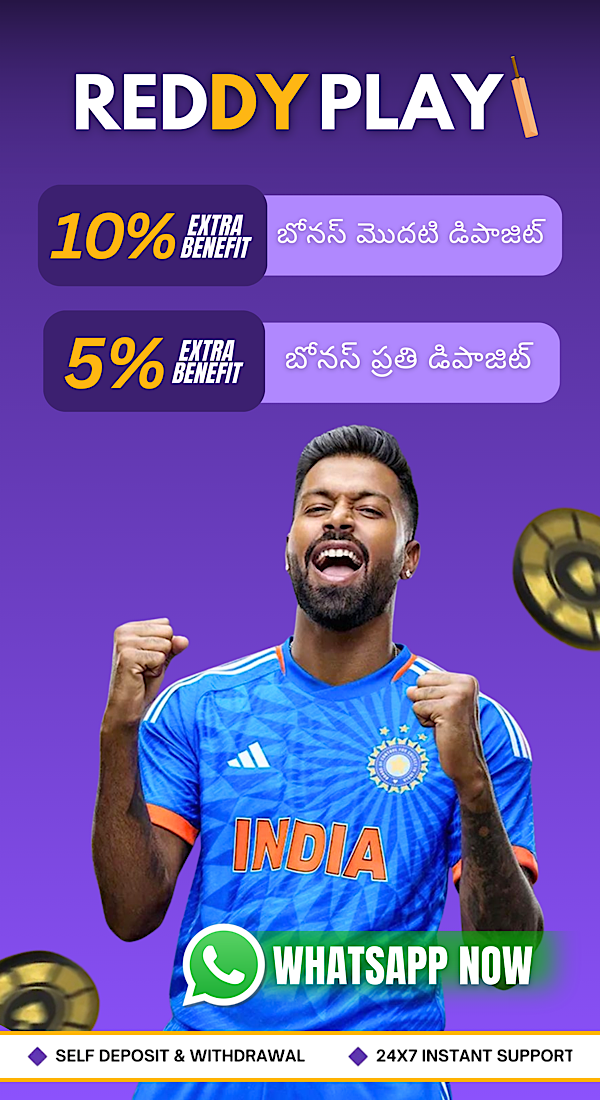 REDDY PLAY
10% EXTRA BENEFIT
బోనస్ మొదటి డిపాజిట్
5% EXTRA BENEFIT
బోనస్ ప్రతి డిపాజిట్
INDIA
WHATSAPP NOW
SELF DEPOSIT & WITHDRAWAL
24X7 INSTANT SUPPORT